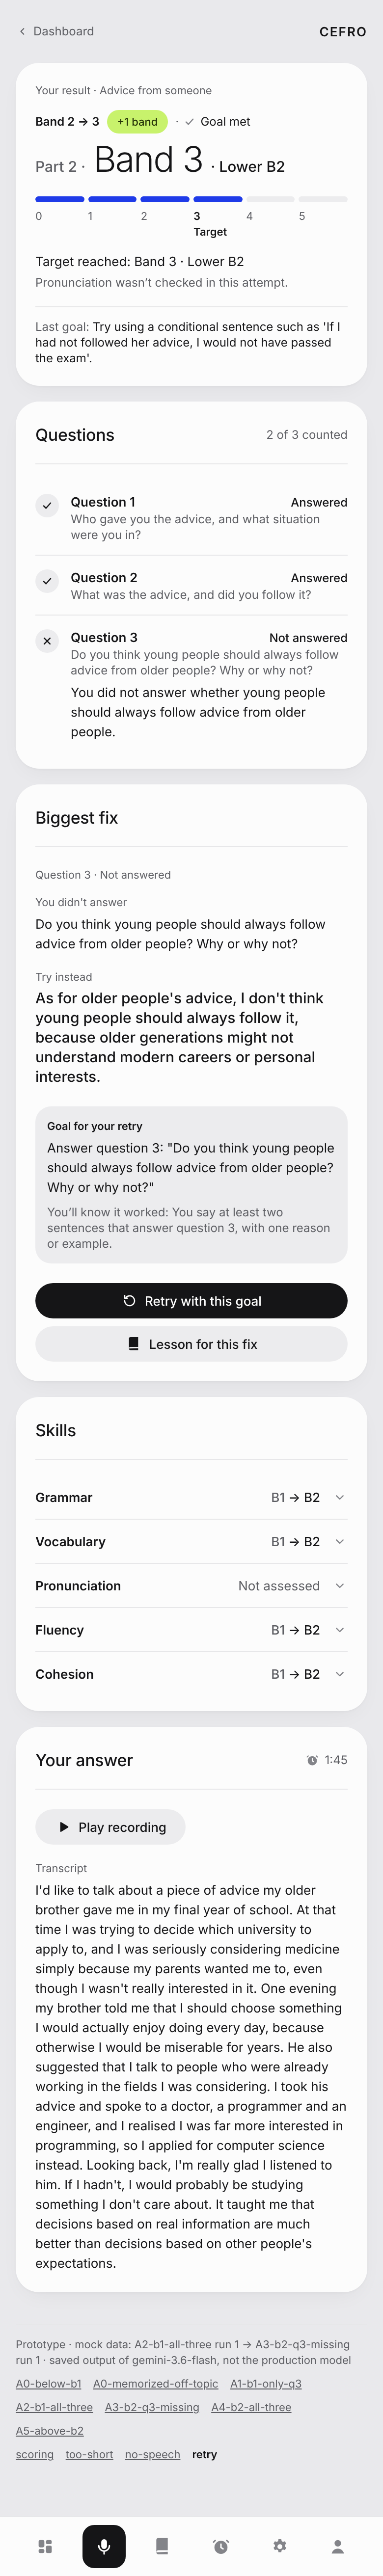 Dashboard
CEFRO
Your result · Advice from someone
Band 2 → 3 +1 band · Goal met
Part 2 · Band 3 · Lower B2
0 1 2 3 4 5
Target
Target reached: Band 3 · Lower B2
Pronunciation wasn't checked in this attempt.
Last goal: Try using a conditional sentence such as 'If I
had not followed her advice, I would not have passed
the exam'.
Questions 2 of 3 counted
Question 1 Answered
Who gave you the advice, and what situation
were you in?
Question 2 Answered
What was the advice, and did you follow it?
Question 3 Not answered
Do you think young people should always follow
advice from older people? Why or why not?
You did not answer whether young people
should always follow advice from older
people.
Biggest fix
Question 3 · Not answered
You didn't answer
Do you think young people should always follow
advice from older people? Why or why not?
Try instead
As for older people's advice, I don't think
young people should always follow it,
because older generations might not
understand modern careers or personal
interests.
Goal for your retry
Answer question 3: "Do you think young people
should always follow advice from older people?
Why or why not?"
You'll know it worked: You say at least two
sentences that answer question 3, with one reason
or example.
Retry with this goal
Lesson for this fix
Skills
Grammar B1 → B2
Vocabulary B1 → B2
Pronunciation Not assessed
Fluency B1 → B2
Cohesion B1 → B2
Your answer 1:45
Play recording
Transcript
I'd like to talk about a piece of advice my older
brother gave me in my final year of school. At that
time I was trying to decide which university to
apply to, and I was seriously considering medicine
simply because my parents wanted me to, even
though I wasn't really interested in it. One evening
my brother told me that I should choose something
I would actually enjoy doing every day, because
otherwise I would be miserable for years. He also
suggested that I talk to people who were already
working in the fields I was considering. I took his
advice and spoke to a doctor, a programmer and an
engineer, and I realised I was far more interested in
programming, so I applied for computer science
instead. Looking back, I'm really glad I listened to
him. If I hadn't, I would probably be studying
something I don't care about. It taught me that
decisions based on real information are much
better than decisions based on other people's
expectations.
Prototype · mock data: A2-b1-all-three run 1 → A3-b2-q3-missing
run 1 · saved output of gemini-3.6-flash, not the production model
A0-below-b1 A0-memorized-off-topic A1-b1-only-q3
A2-b1-all-three A3-b2-q3-missing A4-b2-all-three
A5-above-b2
scoring too-short no-speech retry